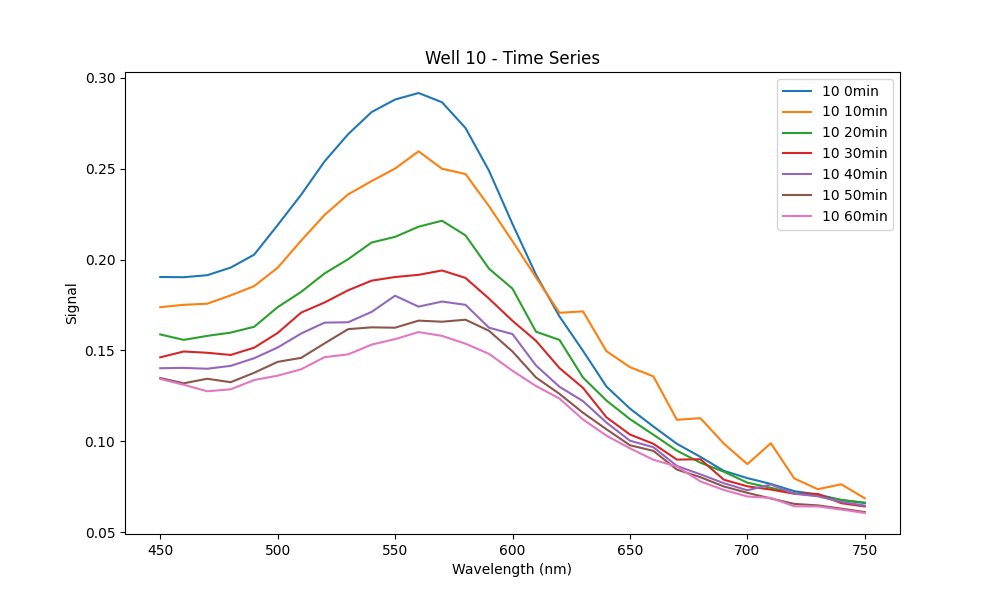 Well 10 - Time Series
10 0min
10 10min
10 20min
10 30min
10 40min
10 50min
10 60min
Signal
0.30
0.25
0.20
0.15
0.10
0.05
450 500 550 600 650 700 750
Wavelength (nm)